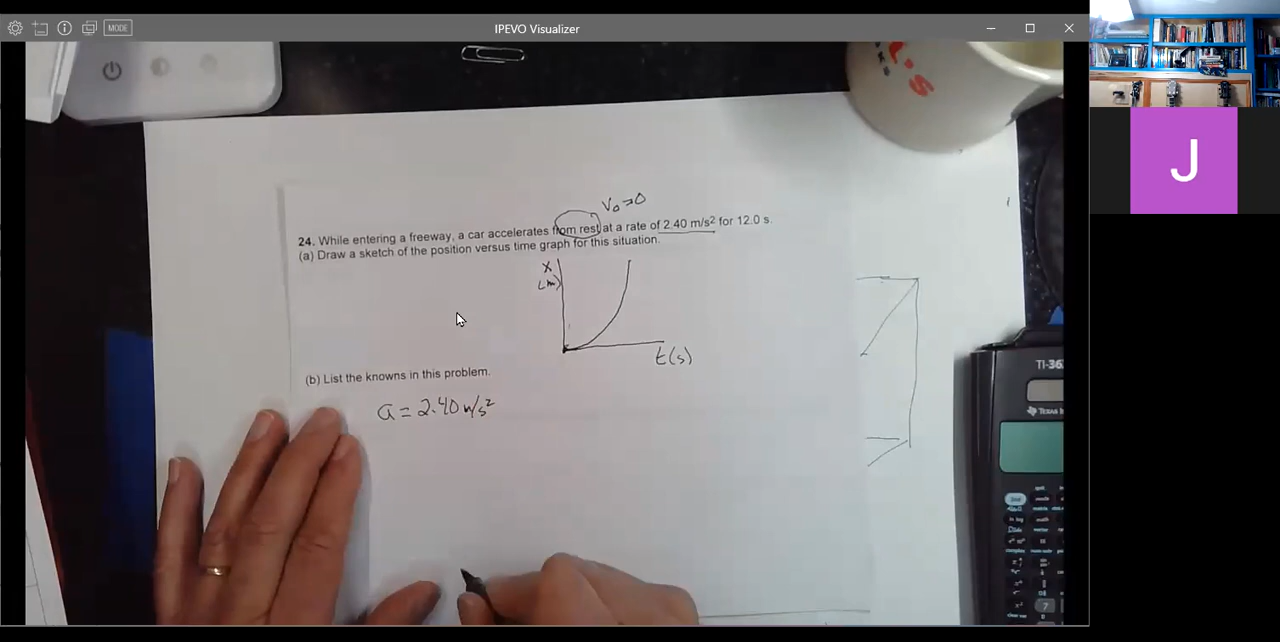 IPEVO Visualizer
MODE
J
V₀ = 0
24. While entering a freeway, a car accelerates from rest at a rate of 2.40 m/s² for 12.0 s.
(a) Draw a sketch of the position versus time graph for this situation.
x
(m)
t(s)
(b) List the knowns in this problem.
a = 2.40 m/s²
TI-36
TEXAS
7